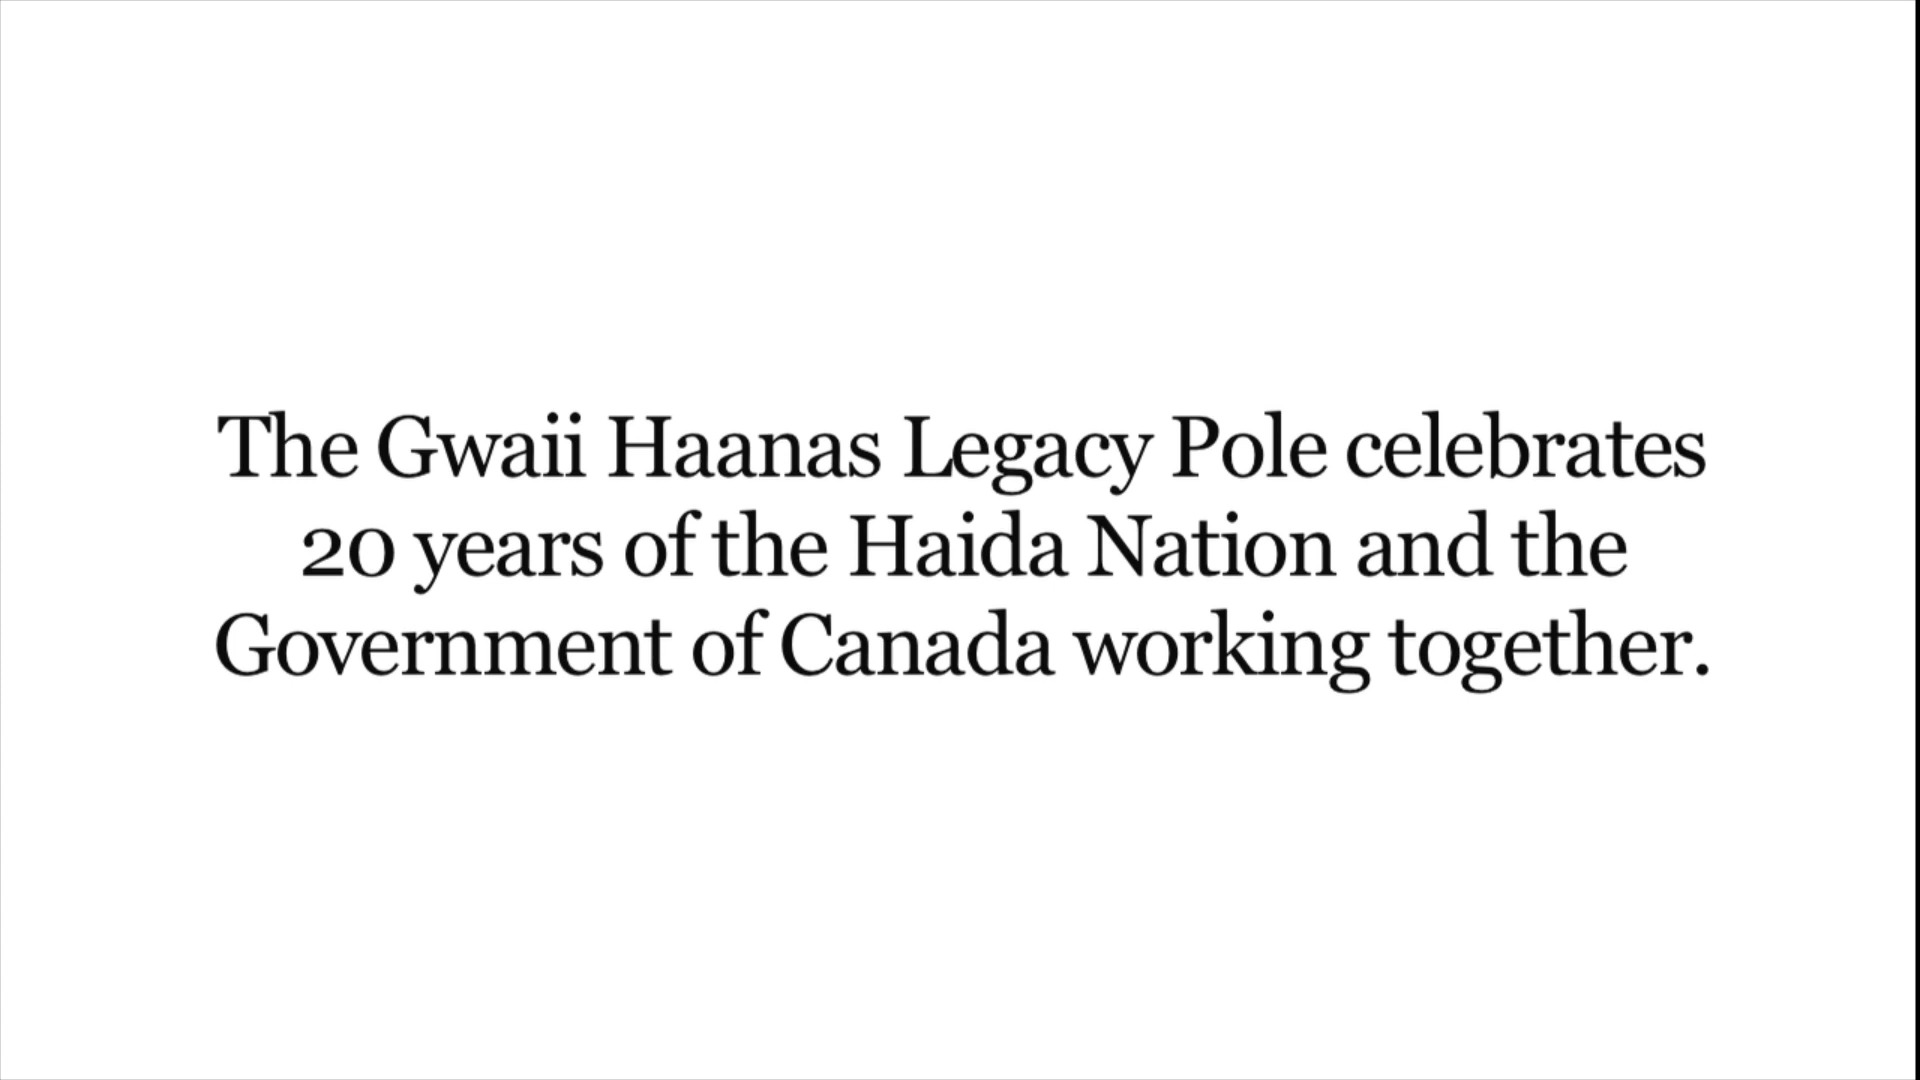 The Gwaii Haanas Legacy Pole celebrates
20 years of the Haida Nation and the
Government of Canada working together.